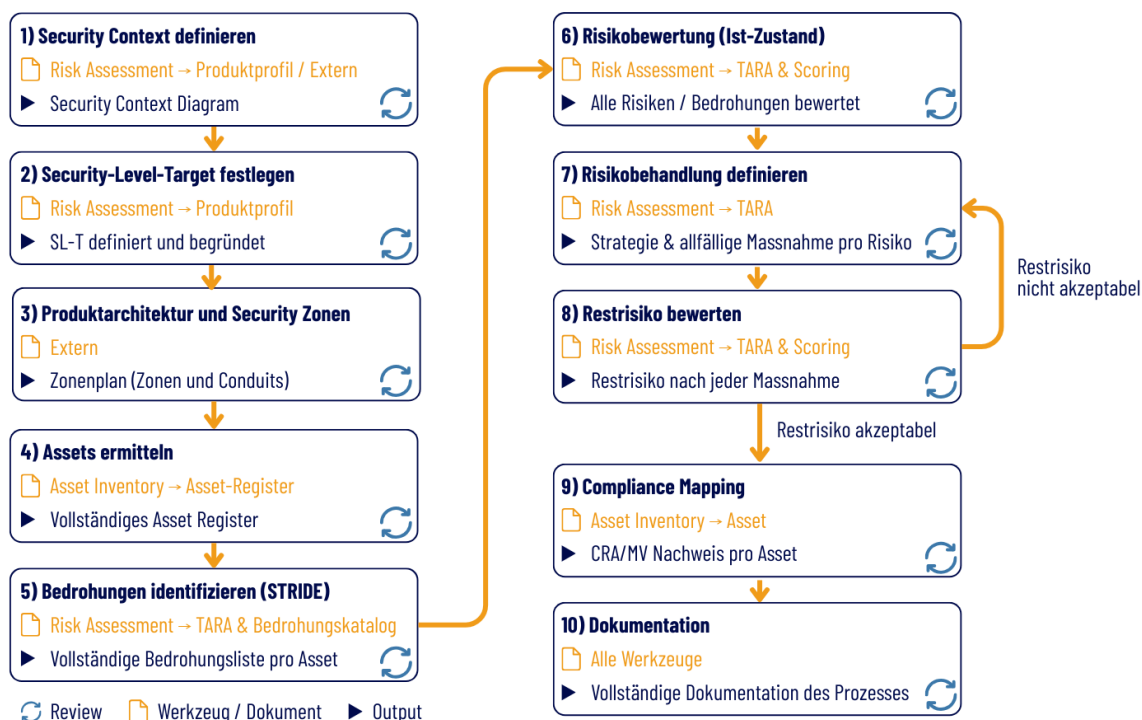 1) Security Context definieren
Risk Assessment → Produktprofil / Extern
Security Context Diagram
2) Security-Level-Target festlegen
Risk Assessment → Produktprofil
SL-T definiert und begründet
3) Produktarchitektur und Security Zonen
Extern
Zonenplan (Zonen und Conduits)
4) Assets ermitteln
Asset Inventory → Asset-Register
Vollständiges Asset Register
5) Bedrohungen identifizieren (STRIDE)
Risk Assessment → TARA & Bedrohungskatalog
Vollständige Bedrohungsliste pro Asset
Review
Werkzeug / Dokument
Output
6) Risikobewertung (Ist-Zustand)
Risk Assessment → TARA & Scoring
Alle Risiken / Bedrohungen bewertet
7) Risikobehandlung definieren
Risk Assessment → TARA
Strategie & allfällige Massnahme pro Risiko
Restrisiko
nicht akzeptabel
8) Restrisiko bewerten
Risk Assessment → TARA & Scoring
Restrisiko nach jeder Massnahme
Restrisiko akzeptabel
9) Compliance Mapping
Asset Inventory → Asset
CRA/MV Nachweis pro Asset
10) Dokumentation
Alle Werkzeuge
Vollständige Dokumentation des Prozesses